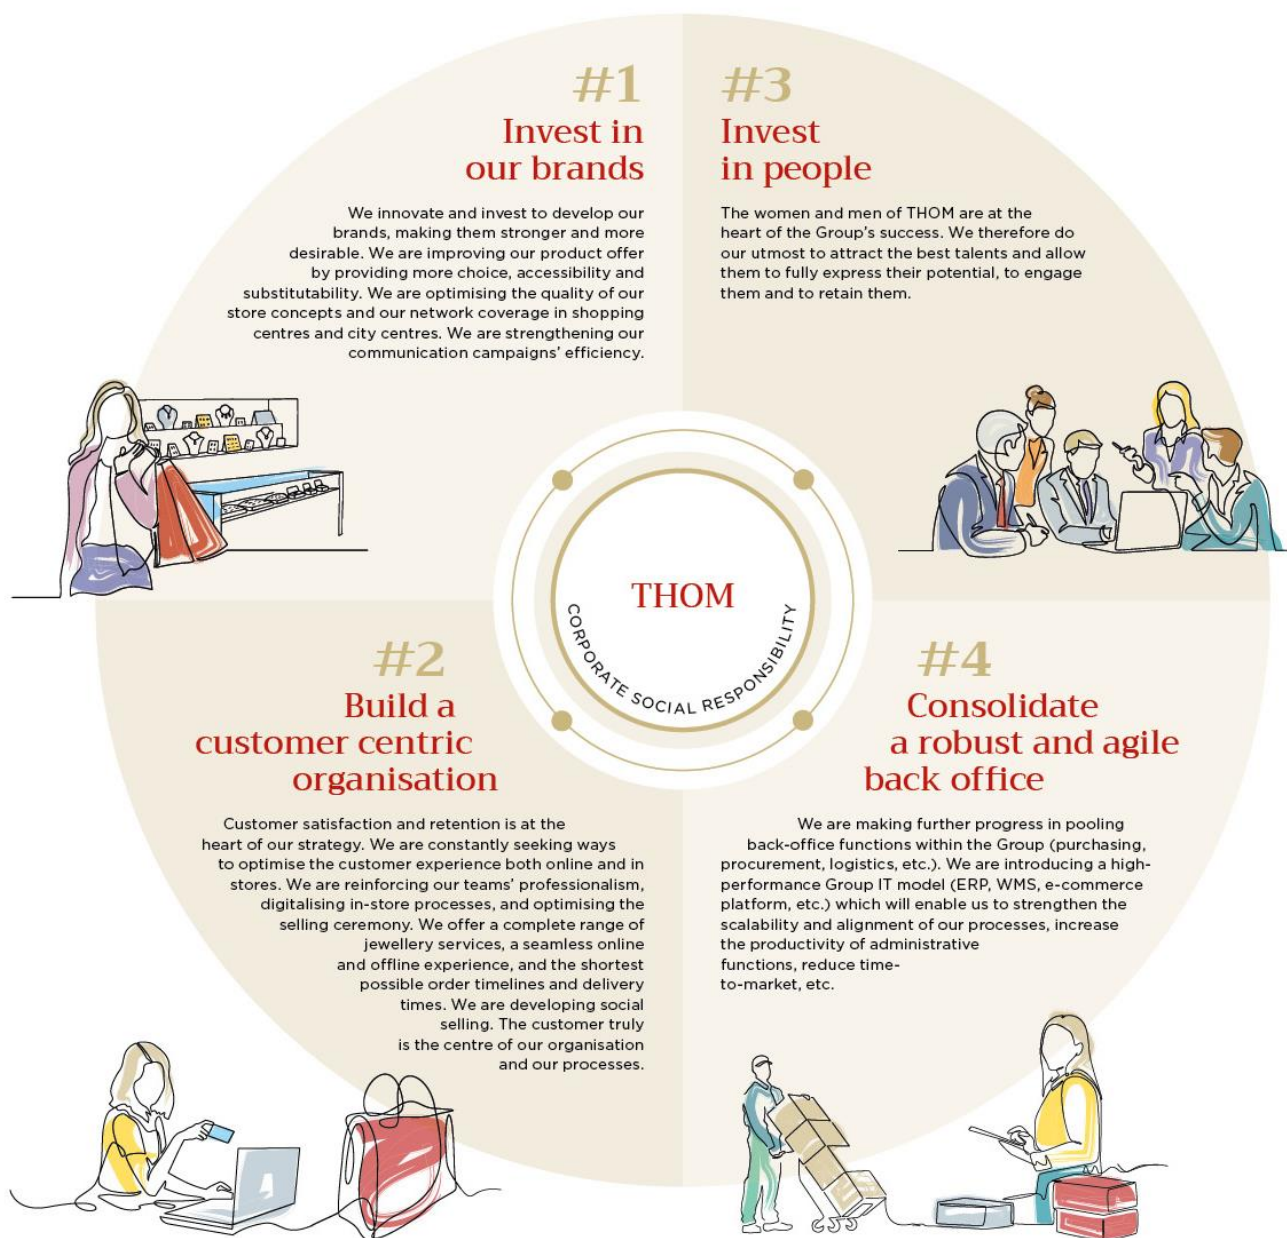 #1
Invest in
our brands
We innovate and invest to develop our
brands, making them stronger and more
desirable. We are improving our product offer
by providing more choice, accessibility and
substitutability. We are optimising the quality of our
store concepts and our network coverage in shopping
centres and city centres. We are strengthening our
communication campaigns’ efficiency.
#3
Invest
in people
The women and men of THOM are at the
heart of the Group’s success. We therefore do
our utmost to attract the best talents and allow
them to fully express their potential, to engage
them and to retain them.
THOM
CORPORATE SOCIAL RESPONSIBILITY
#2
Build a
customer centric
organisation
Customer satisfaction and retention is at the
heart of our strategy. We are constantly seeking ways
to optimise the customer experience both online and in
stores. We are reinforcing our teams’ professionalism,
digitalising in-store processes, and optimising the
selling ceremony. We offer a complete range of
jewellery services, a seamless online
and offline experience, and the shortest
possible order timelines and delivery
times. We are developing social
selling. The customer truly
is the centre of our organisation
and our processes.
#4
Consolidate
a robust and agile
back office
We are making further progress in pooling
back-office functions within the Group (purchasing,
procurement, logistics, etc.). We are introducing a high-
performance Group IT model (ERP, WMS, e-commerce
platform, etc.) which will enable us to strengthen the
scalability and alignment of our processes, increase
the productivity of administrative
functions, reduce time-
to-market, etc.